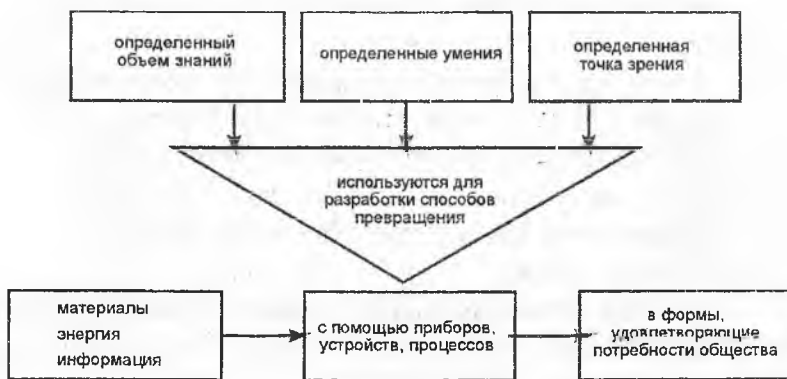 определенный
объем знаний
определенные умения
определенная
точка зрения
используются для
разработки способов
превращения
материалы
энергия
информация
с помощью приборов,
устройств, процессов
в формы,
удовлетворяющие
потребности общества